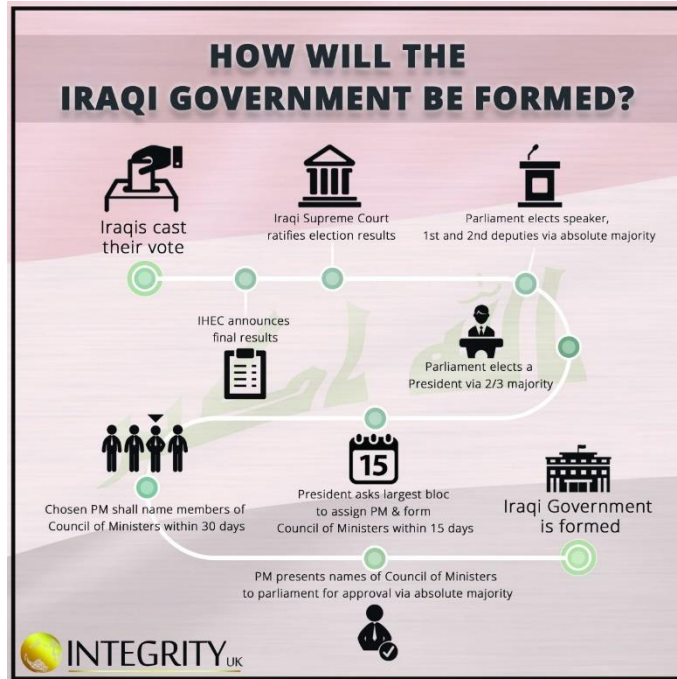 HOW WILL THE
IRAQI GOVERNMENT BE FORMED?
Iraqis cast
their vote
IHEC announces
final results
Iraqi Supreme Court
ratifies election results
Parliament elects speaker,
1st and 2nd deputies via absolute majority
Parliament elects a
President via 2/3 majority
15
President asks largest bloc
to assign PM & form
Council of Ministers within 15 days
Chosen PM shall name members of
Council of Ministers within 30 days
PM presents names of Council of Ministers
to parliament for approval via absolute majority
Iraqi Government
is formed
الله اكبر
INTEGRITY UK